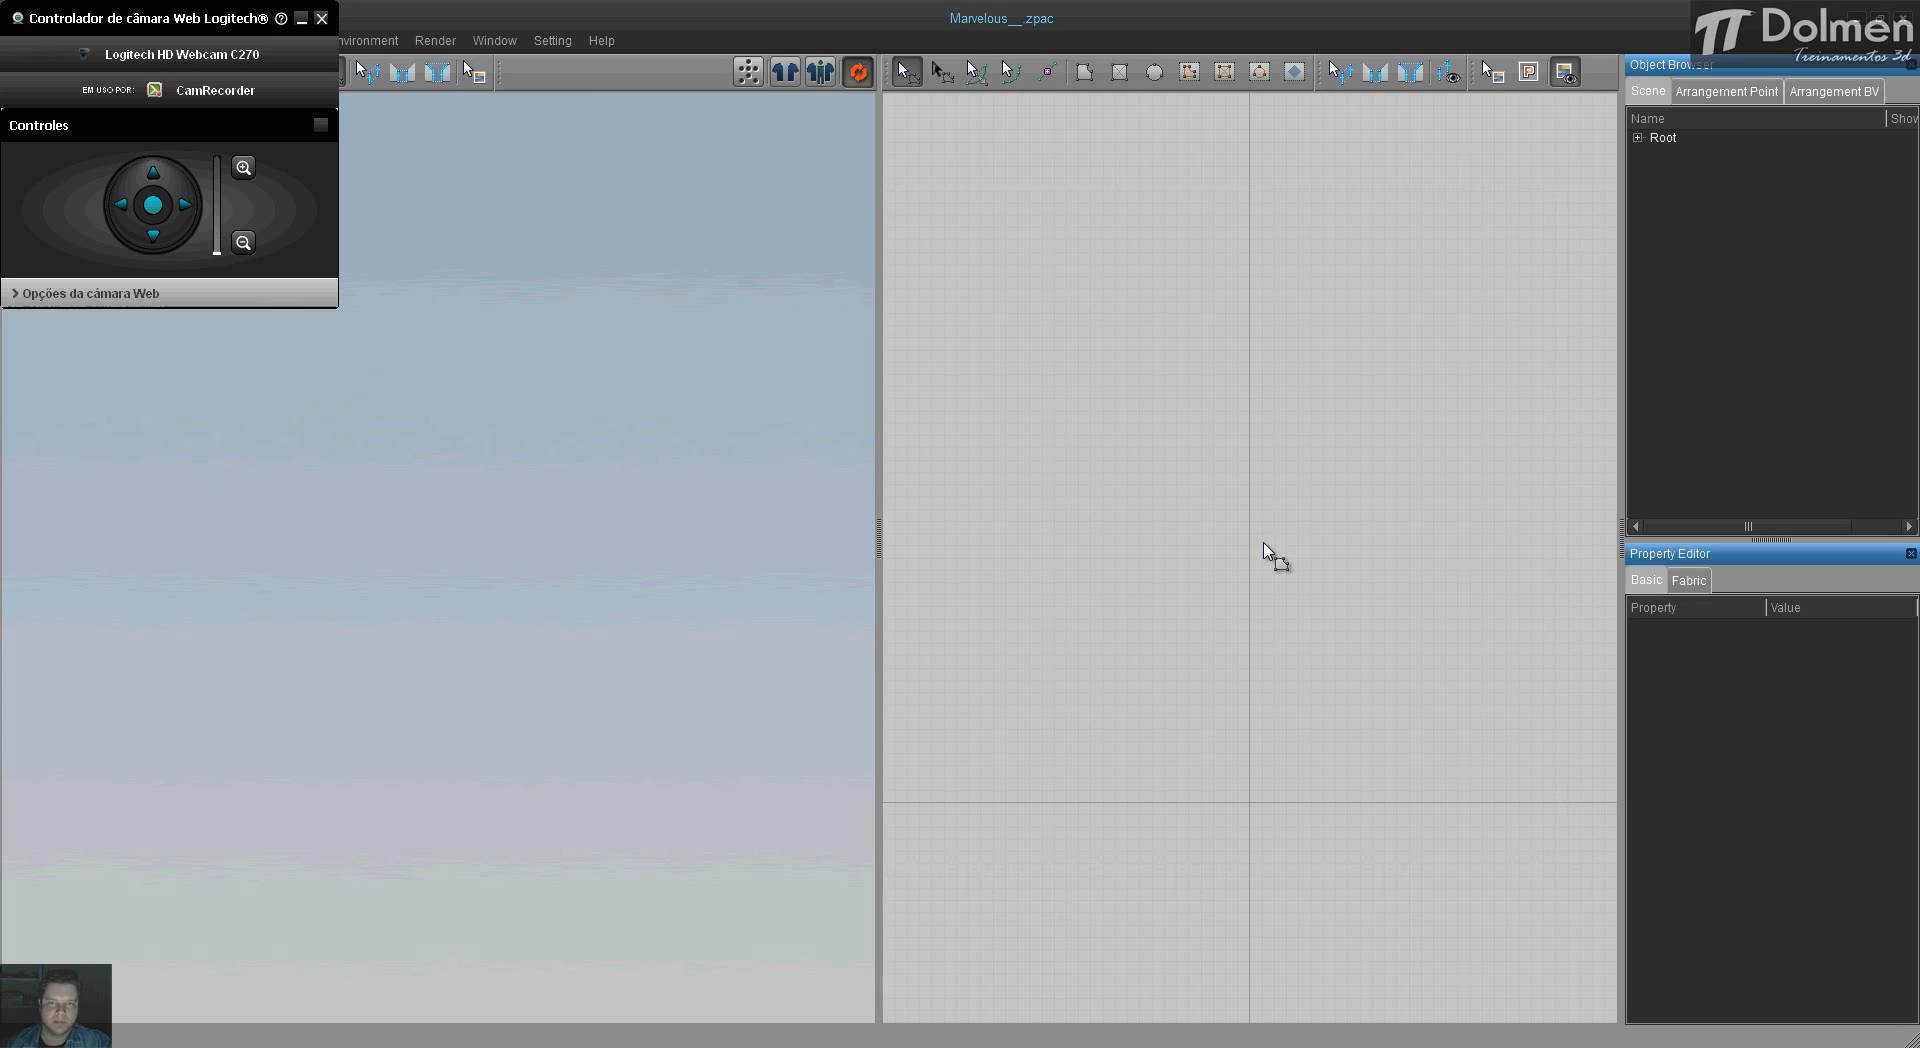 Controlador de câmara Web Logitech®
Logitech HD Webcam C270
EM USO POR: CamRecorder
Controles
Opções da câmara Web
Marvelous__.zpac
nvironment Render Window Setting Help
Dolmen
Treinamentos 3d
Object Browser
Scene Arrangement Point Arrangement BV
Name Show
Root
Property Editor
Basic Fabric
Property Value